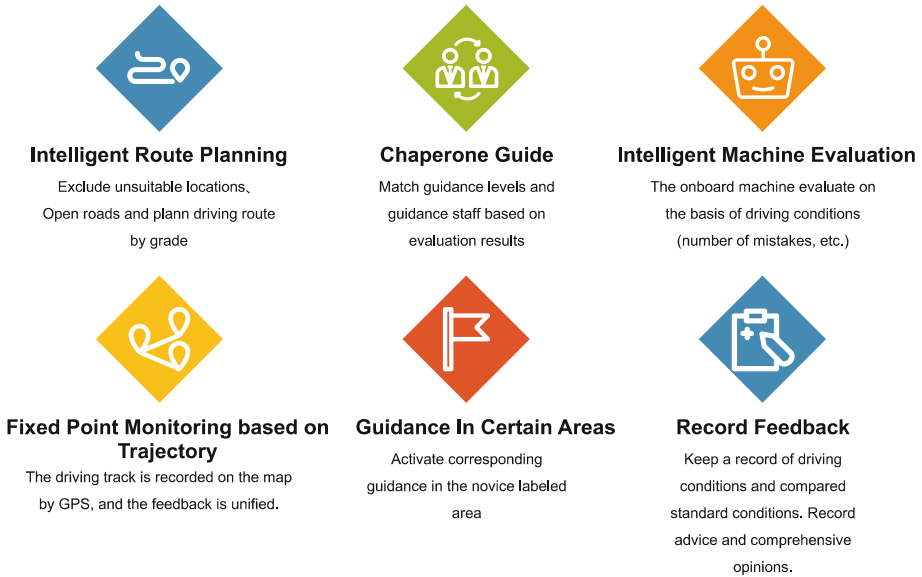 Intelligent Route Planning
Exclude unsuitable locations、
Open roads and plann driving route
by grade
Chaperone Guide
Match guidance levels and
guidance staff based on
evaluation results
Intelligent Machine Evaluation
The onboard machine evaluate on
the basis of driving conditions
(number of mistakes, etc.)
Fixed Point Monitoring based on
Trajectory
The driving track is recorded on the map
by GPS, and the feedback is unified.
Guidance In Certain Areas
Activate corresponding
guidance in the novice labeled
area
Record Feedback
Keep a record of driving
conditions and compared
standard conditions. Record
advice and comprehensive
opinions.